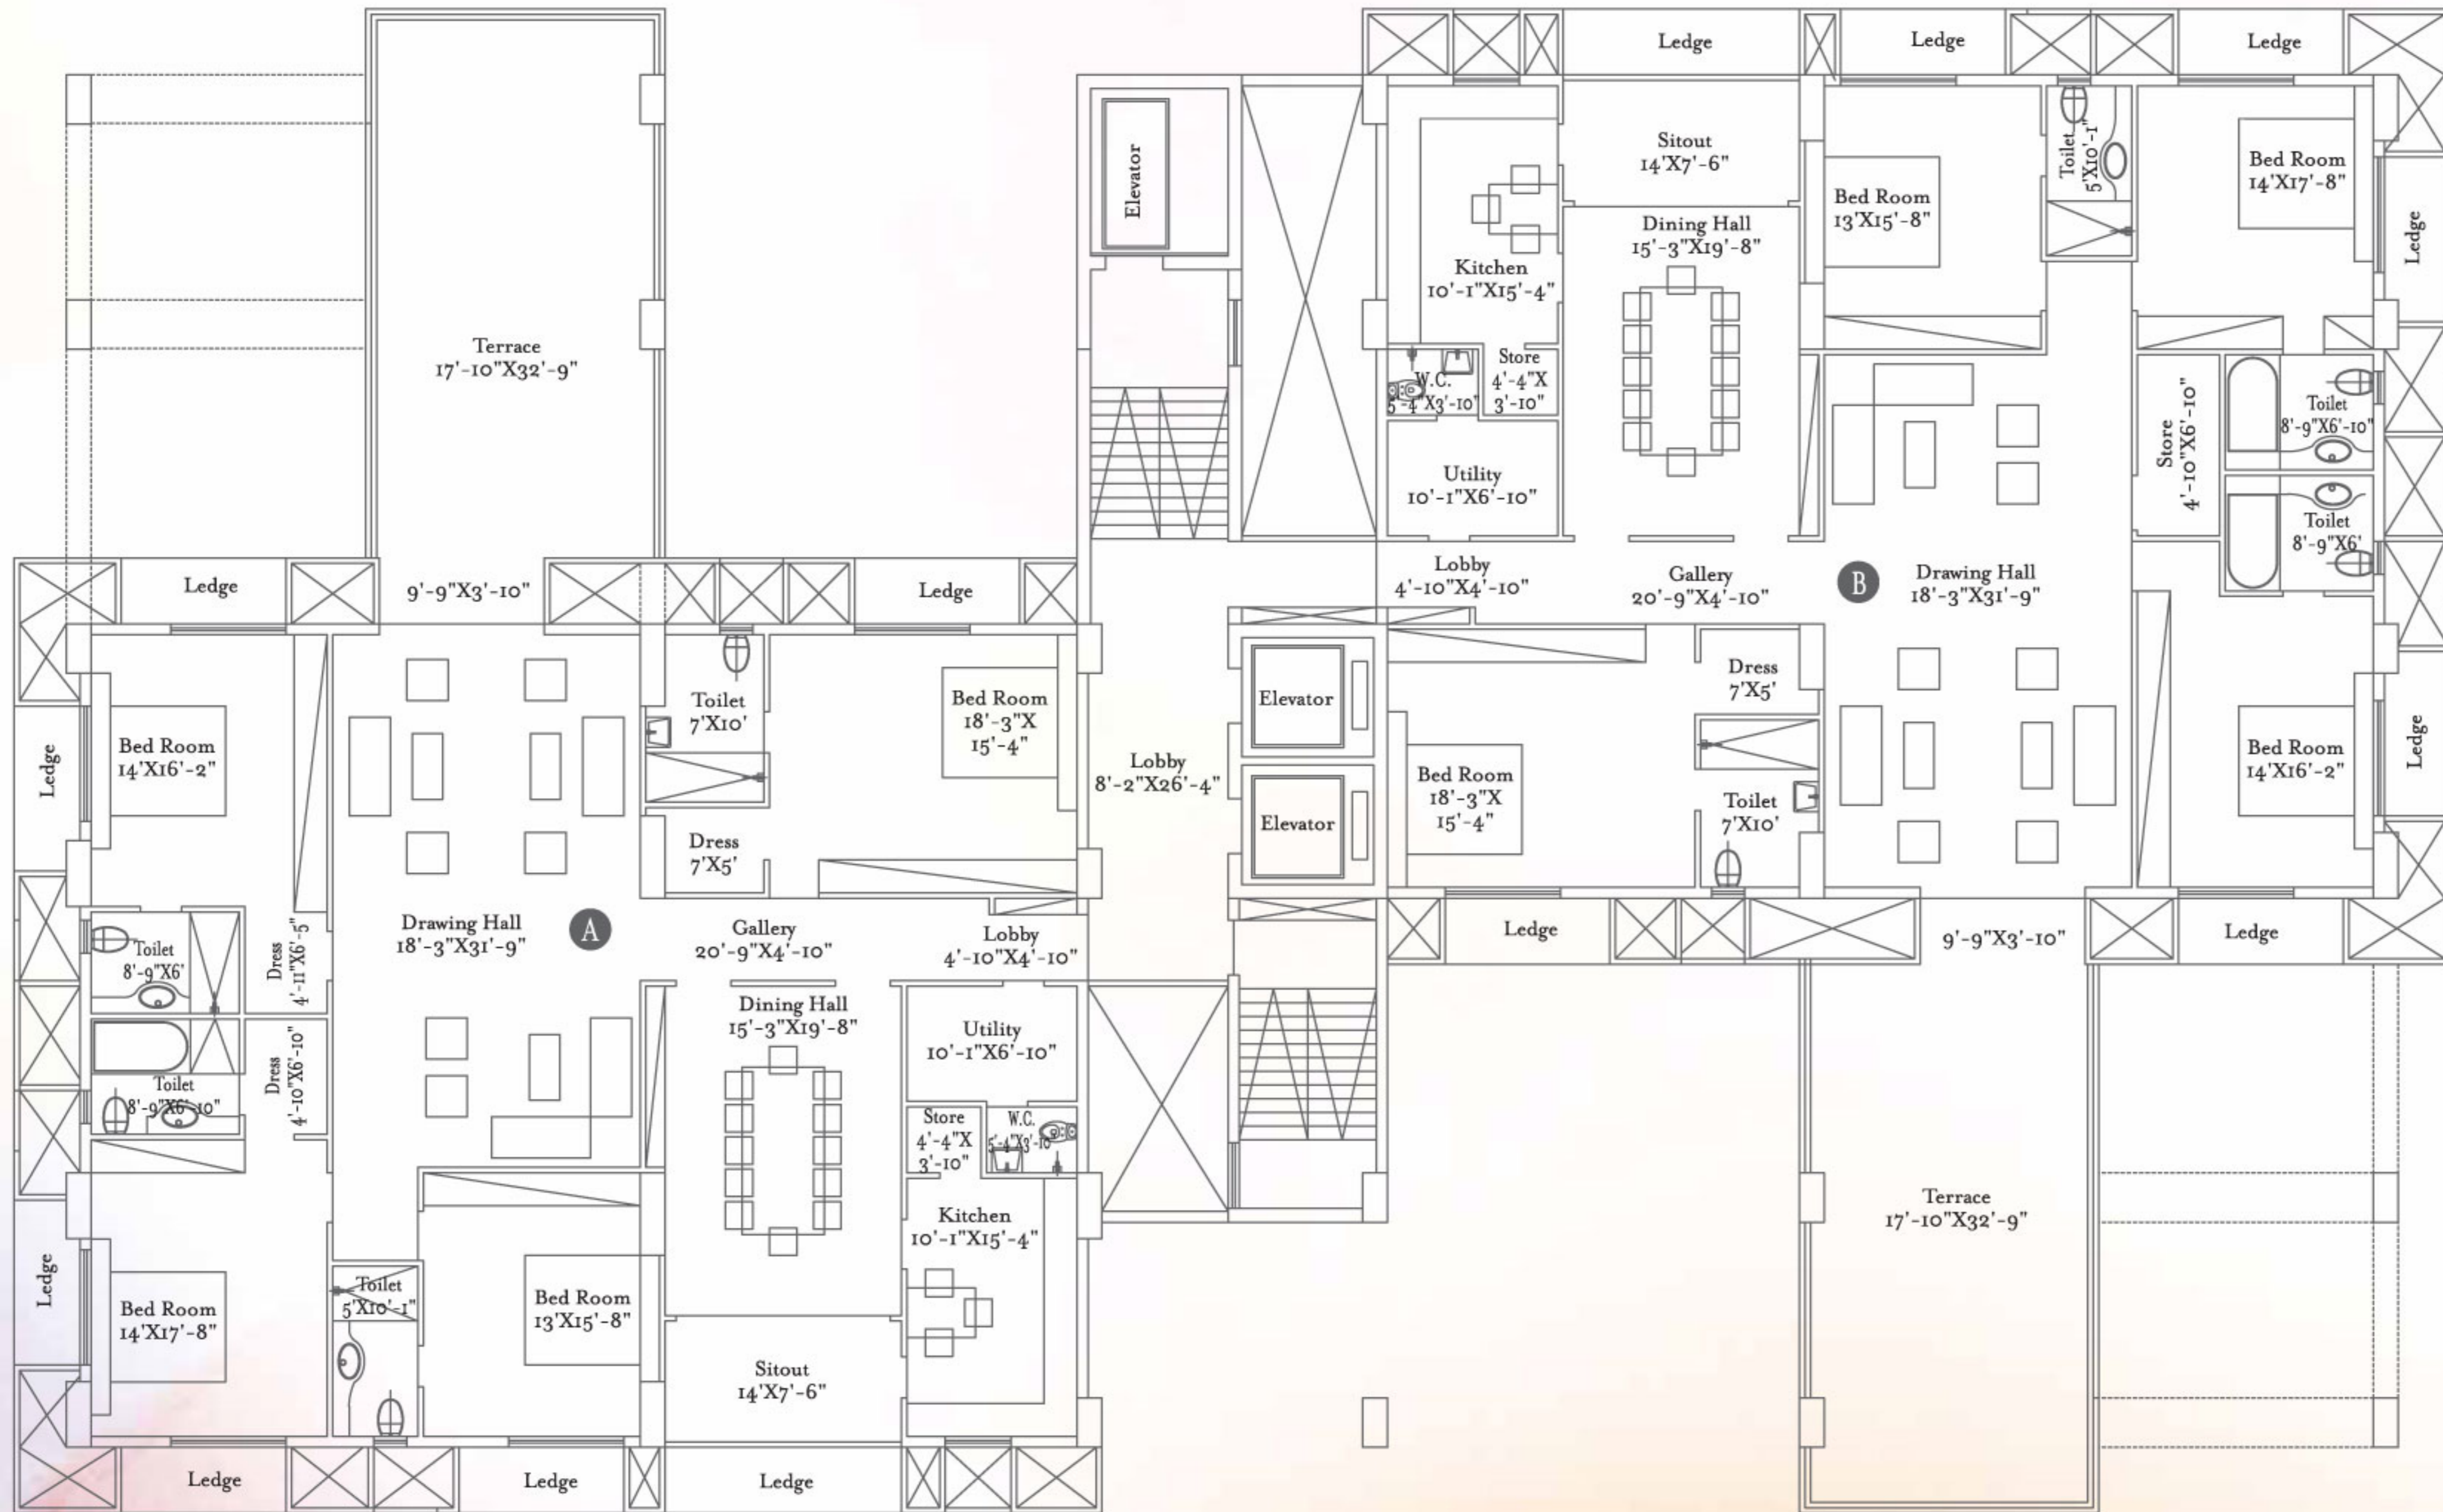 Ledge
Ledge
Ledge
Elevator
Sitout
14'X7'-6"
Toilet
5'X10'-1"
Bed Room
14'X17'-8"
Bed Room
13'X15'-8"
Ledge
Dining Hall
15'-3"X19'-8"
Kitchen
10'-1"X15'-4"
Terrace
17'-10"X32'-9"
Store
4'-4"X
3'-10"
W.C.
5'-4"X3'-10"
Toilet
8'-9"X6'-10"
Store
4'-10"X6'-10"
Utility
10'-1"X6'-10"
Toilet
8'-9"X6'
Ledge
9'-9"X3'-10"
Ledge
Lobby
4'-10"X4'-10"
Gallery
20'-9"X4'-10"
B
Drawing Hall
18'-3"X31'-9"
Toilet
7'X10'
Bed Room
18'-3"X
15'-4"
Elevator
Dress
7'X5'
Bed Room
14'X16'-2"
Ledge
Lobby
8'-2"X26'-4"
Bed Room
18'-3"X
15'-4"
Bed Room
14'X16'-2"
Ledge
Elevator
Toilet
7'X10'
Dress
7'X5'
Drawing Hall
18'-3"X31'-9"
A
Gallery
20'-9"X4'-10"
Lobby
4'-10"X4'-10"
Ledge
9'-9"X3'-10"
Ledge
Toilet
8'-9"X6'
Dress
4'-11"X6'-5"
Dining Hall
15'-3"X19'-8"
Utility
10'-1"X6'-10"
Toilet
8'-9"X6'-10"
Dress
4'-10"X6'-10"
Store
4'-4"X
3'-10"
W.C.
5'-4"X3'-10"
Kitchen
10'-1"X15'-4"
Terrace
17'-10"X32'-9"
Ledge
Bed Room
14'X17'-8"
Toilet
5'X10'-1"
Bed Room
13'X15'-8"
Sitout
14'X7'-6"
Ledge
Ledge
Ledge